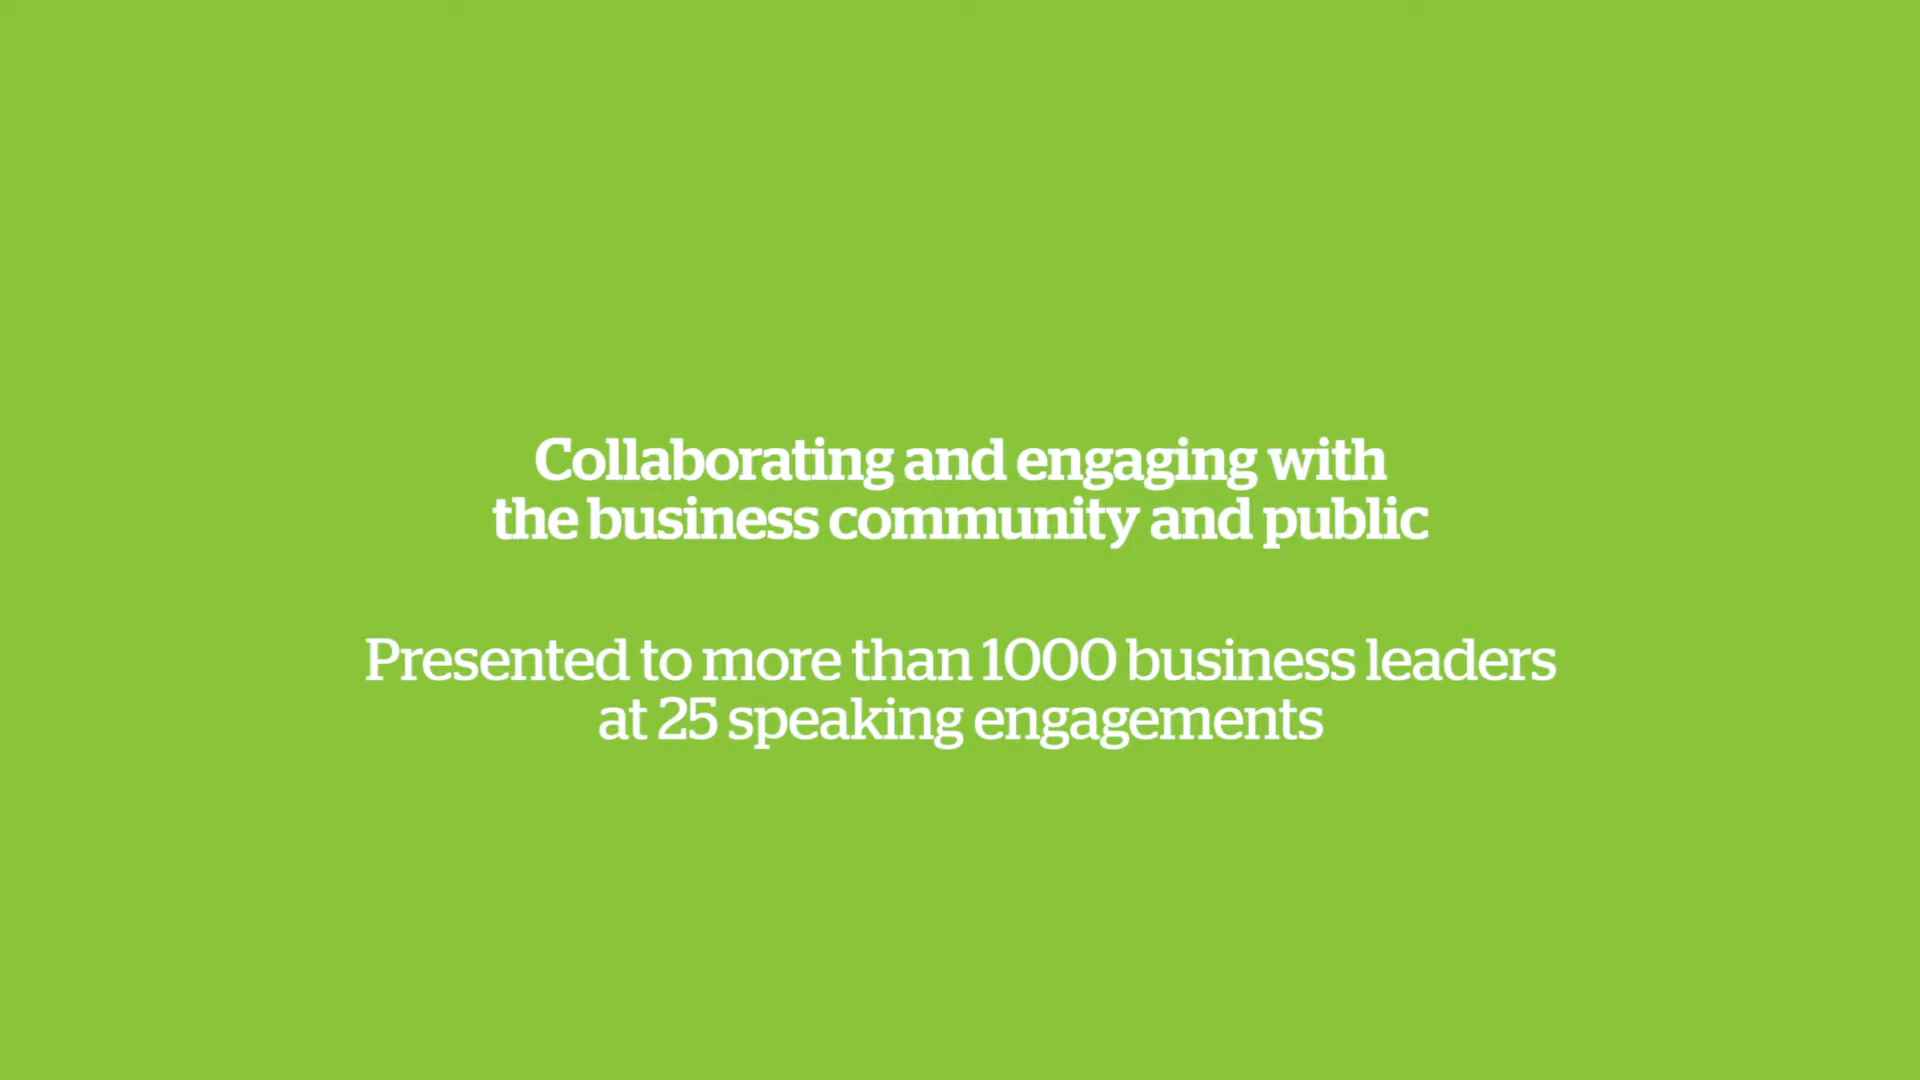 Collaborating and engaging with
the business community and public
Presented to more than 1000 business leaders
at 25 speaking engagements